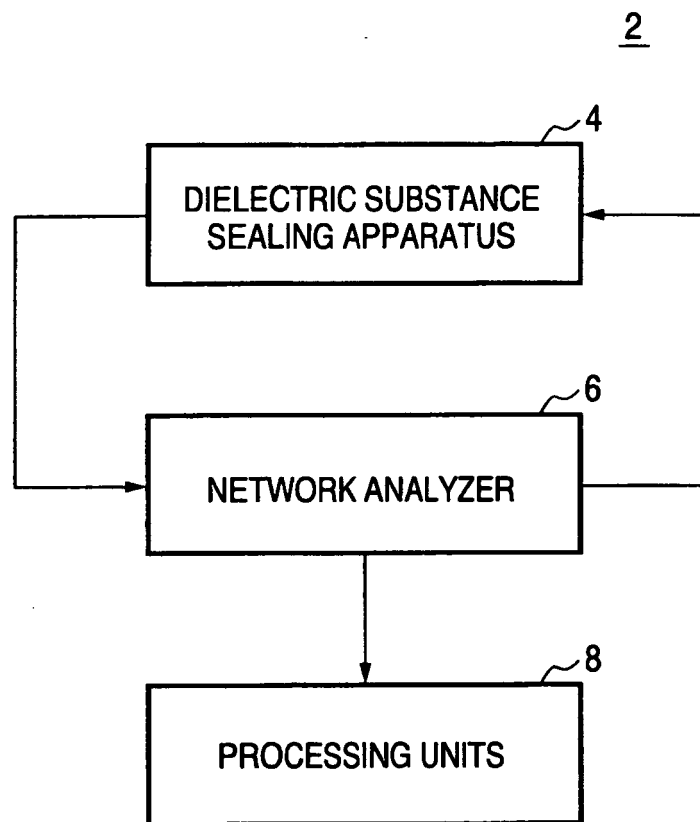 2
4
DIELECTRIC SUBSTANCE
SEALING APPARATUS
6
NETWORK ANALYZER
8
PROCESSING UNITS